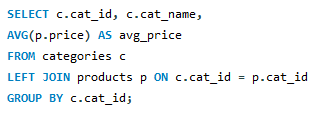 SELECT c.cat_id, c.cat_name,
AVG(p.price) AS avg_price
FROM categories c
LEFT JOIN products p ON c.cat_id = p.cat_id
GROUP BY c.cat_id;